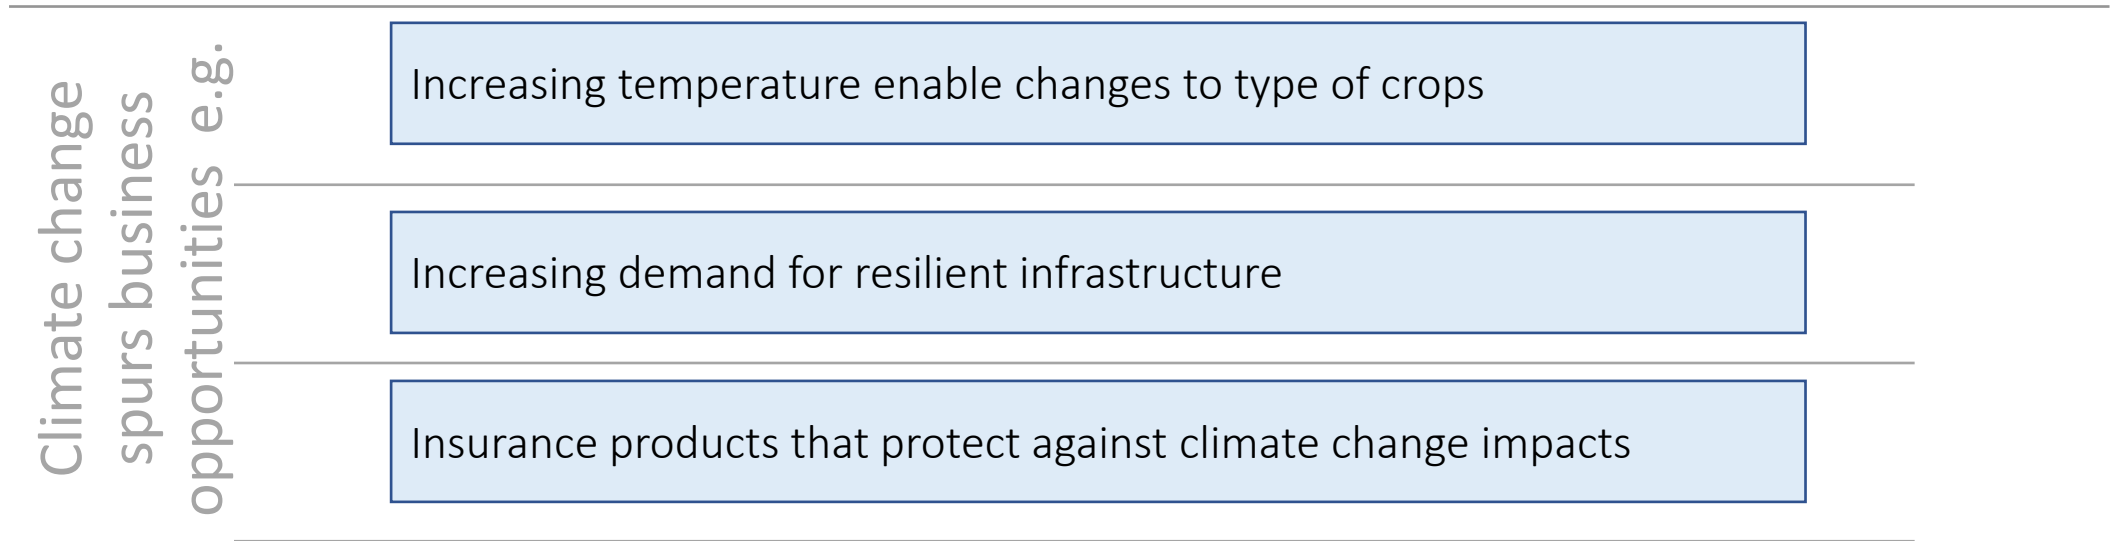 Climate change
spurs business
opportunities e.g.
Increasing temperature enable changes to type of crops
Increasing demand for resilient infrastructure
Insurance products that protect against climate change impacts